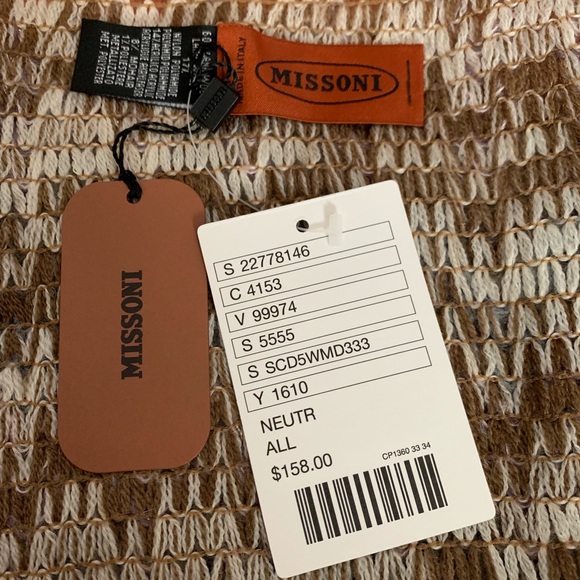 MISSONI
MADE IN ITALY
MISSONI
S 22778146
C 4153
V 99974
S 5555
S SCD5WMD333
Y 1610
NEUTR
ALL
$158.00
CP1360 33 34